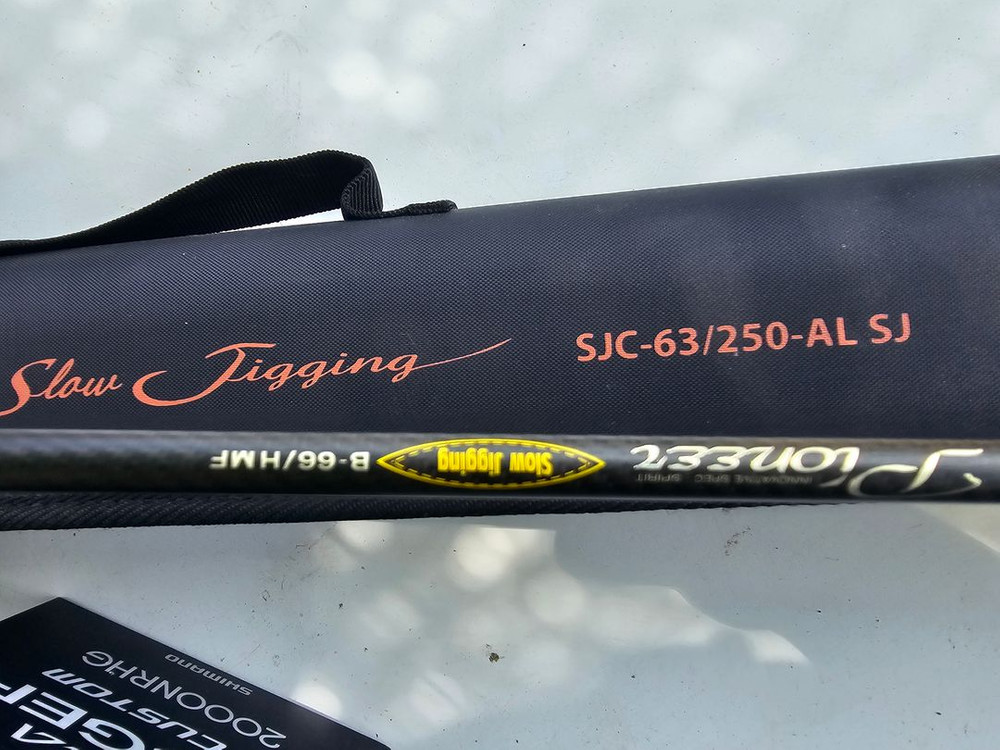 Slow Jigging
SJC-63/250-AL SJ
Pioneer
INNOVATIVE SPEC SPIRIT
Slow Jigging
B-66/HMF
SHIMANO
2000NRHG
CUSTOM